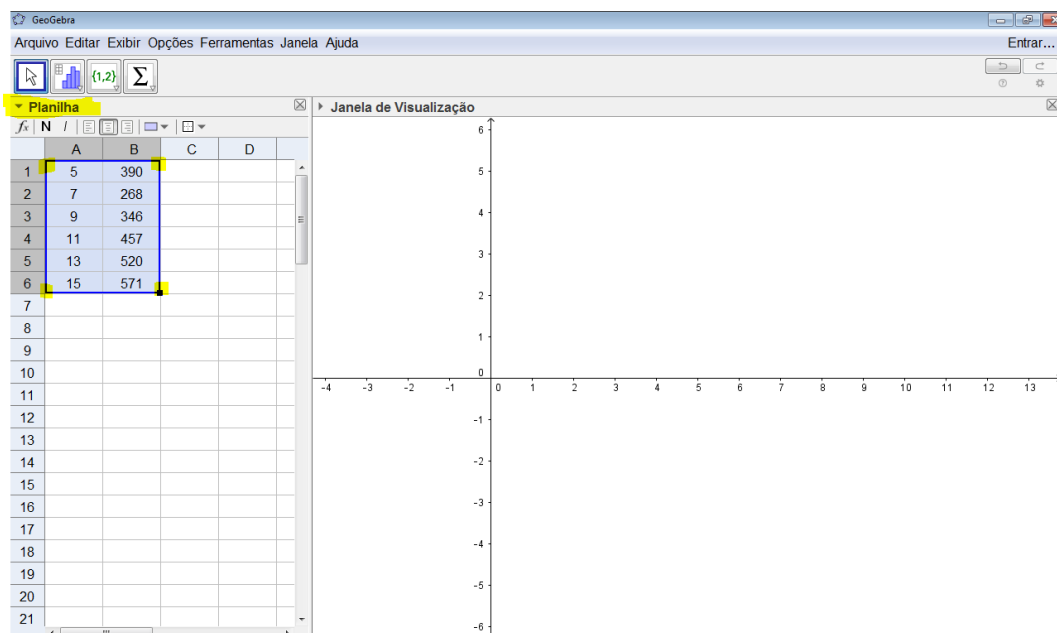 GeoGebra
Arquivo Editar Exibir Opções Ferramentas Janela Ajuda
Entrar...
{1,2} Σ
Planilha
Janela de Visualização
fx N I
A B C D
1 5 390
2 7 268
3 9 346
4 11 457
5 13 520
6 15 571
7
8
9
10
11
12
13
14
15
16
17
18
19
20
21
6
5
4
3
2
1
0
-4 -3 -2 -1 0 1 2 3 4 5 6 7 8 9 10 11 12 13
-1
-2
-3
-4
-5
-6